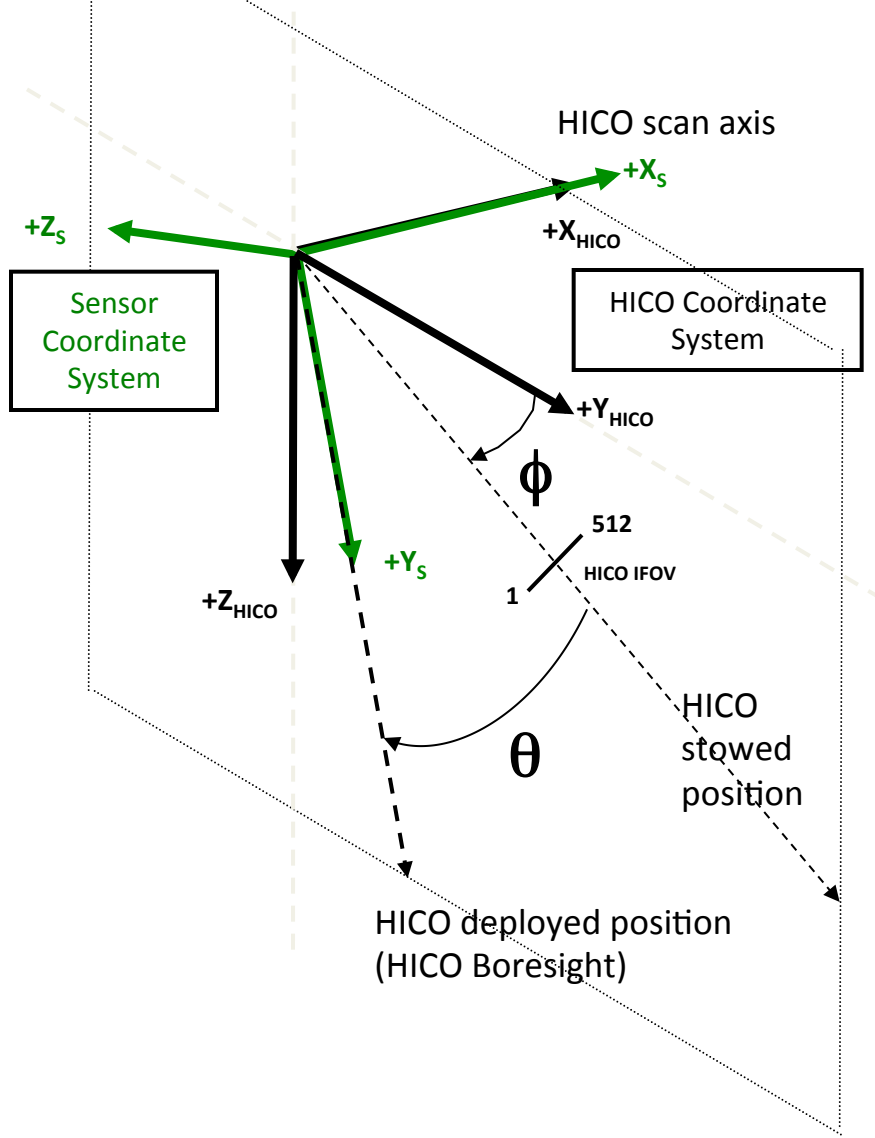 HICO scan axis
+XS
+ZS
+XHICO
Sensor
Coordinate
System
HICO Coordinate
System
+YHICO
ϕ
512
+YS
HICO IFOV
1
+ZHICO
HICO
stowed
position
θ
HICO deployed position
(HICO Boresight)